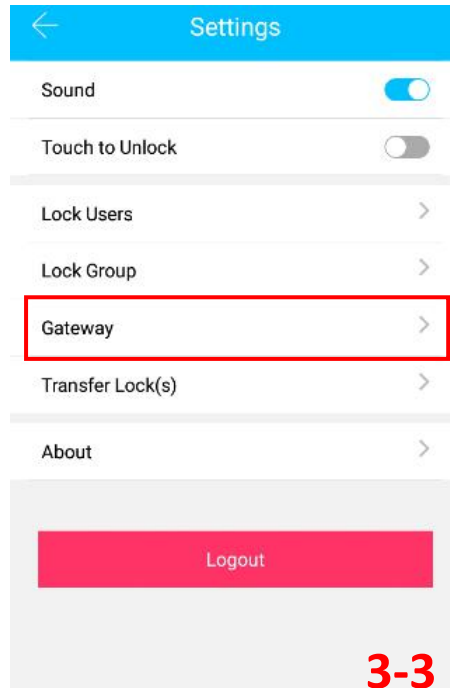 Settings
Sound
Touch to Unlock
Lock Users
Lock Group
Gateway
Transfer Lock(s)
About
Logout
3-3